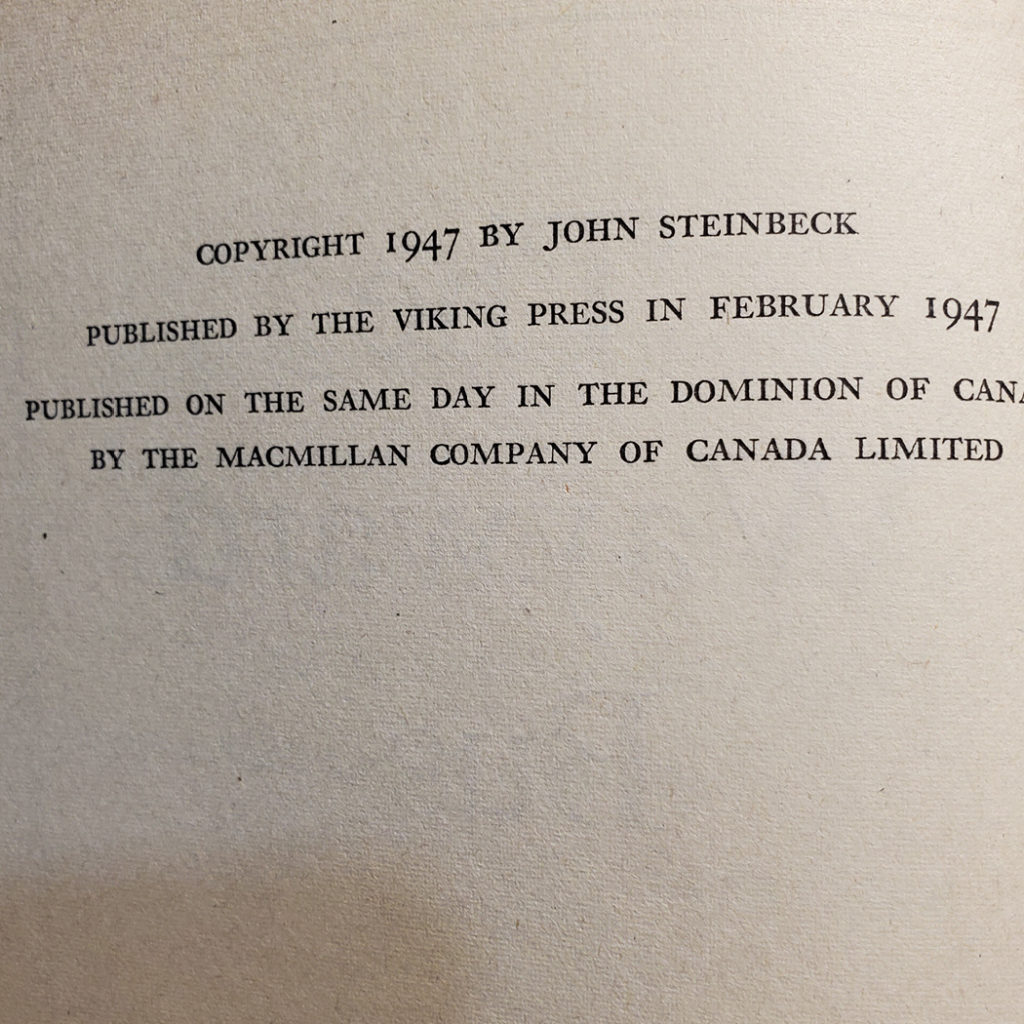 COPYRIGHT 1947 BY JOHN STEINBECK
PUBLISHED BY THE VIKING PRESS IN FEBRUARY 1947
PUBLISHED ON THE SAME DAY IN THE DOMINION OF
BY THE MACMILLAN COMPANY OF CANADA LIMITED